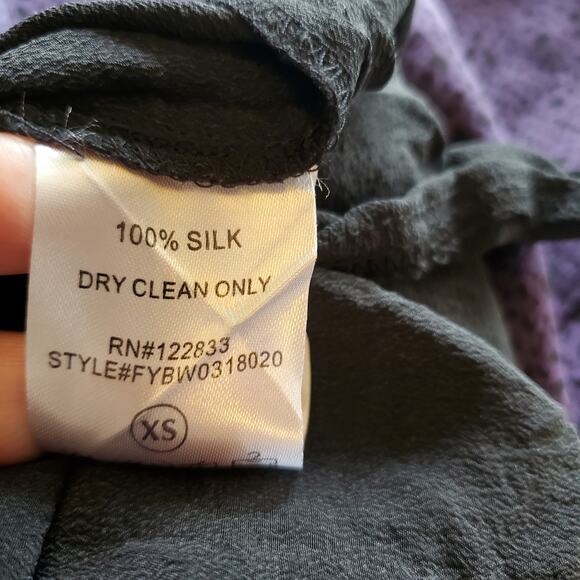 100% SILK
DRY CLEAN ONLY
RN#122833
STYLE#FYBW0318020
XS